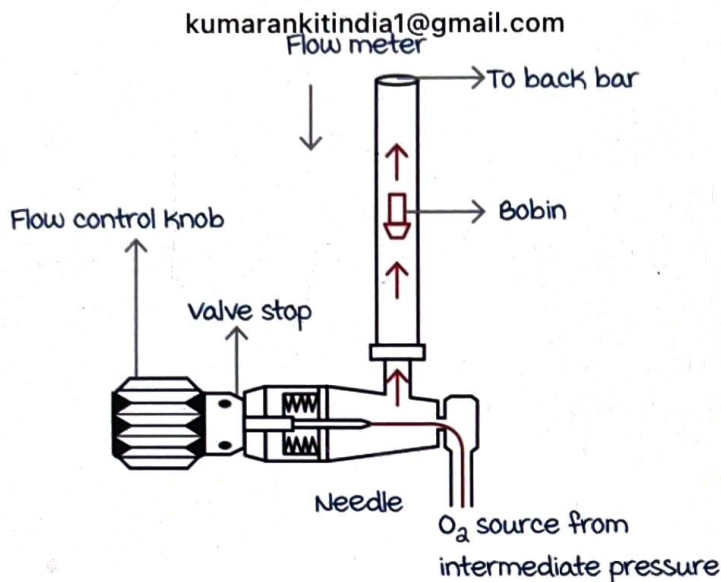 kumarankitindia1@gmail.com
Flow meter
To back bar
Bobin
Flow control knob
Valve stop
Needle
O₂ source from
intermediate pressure